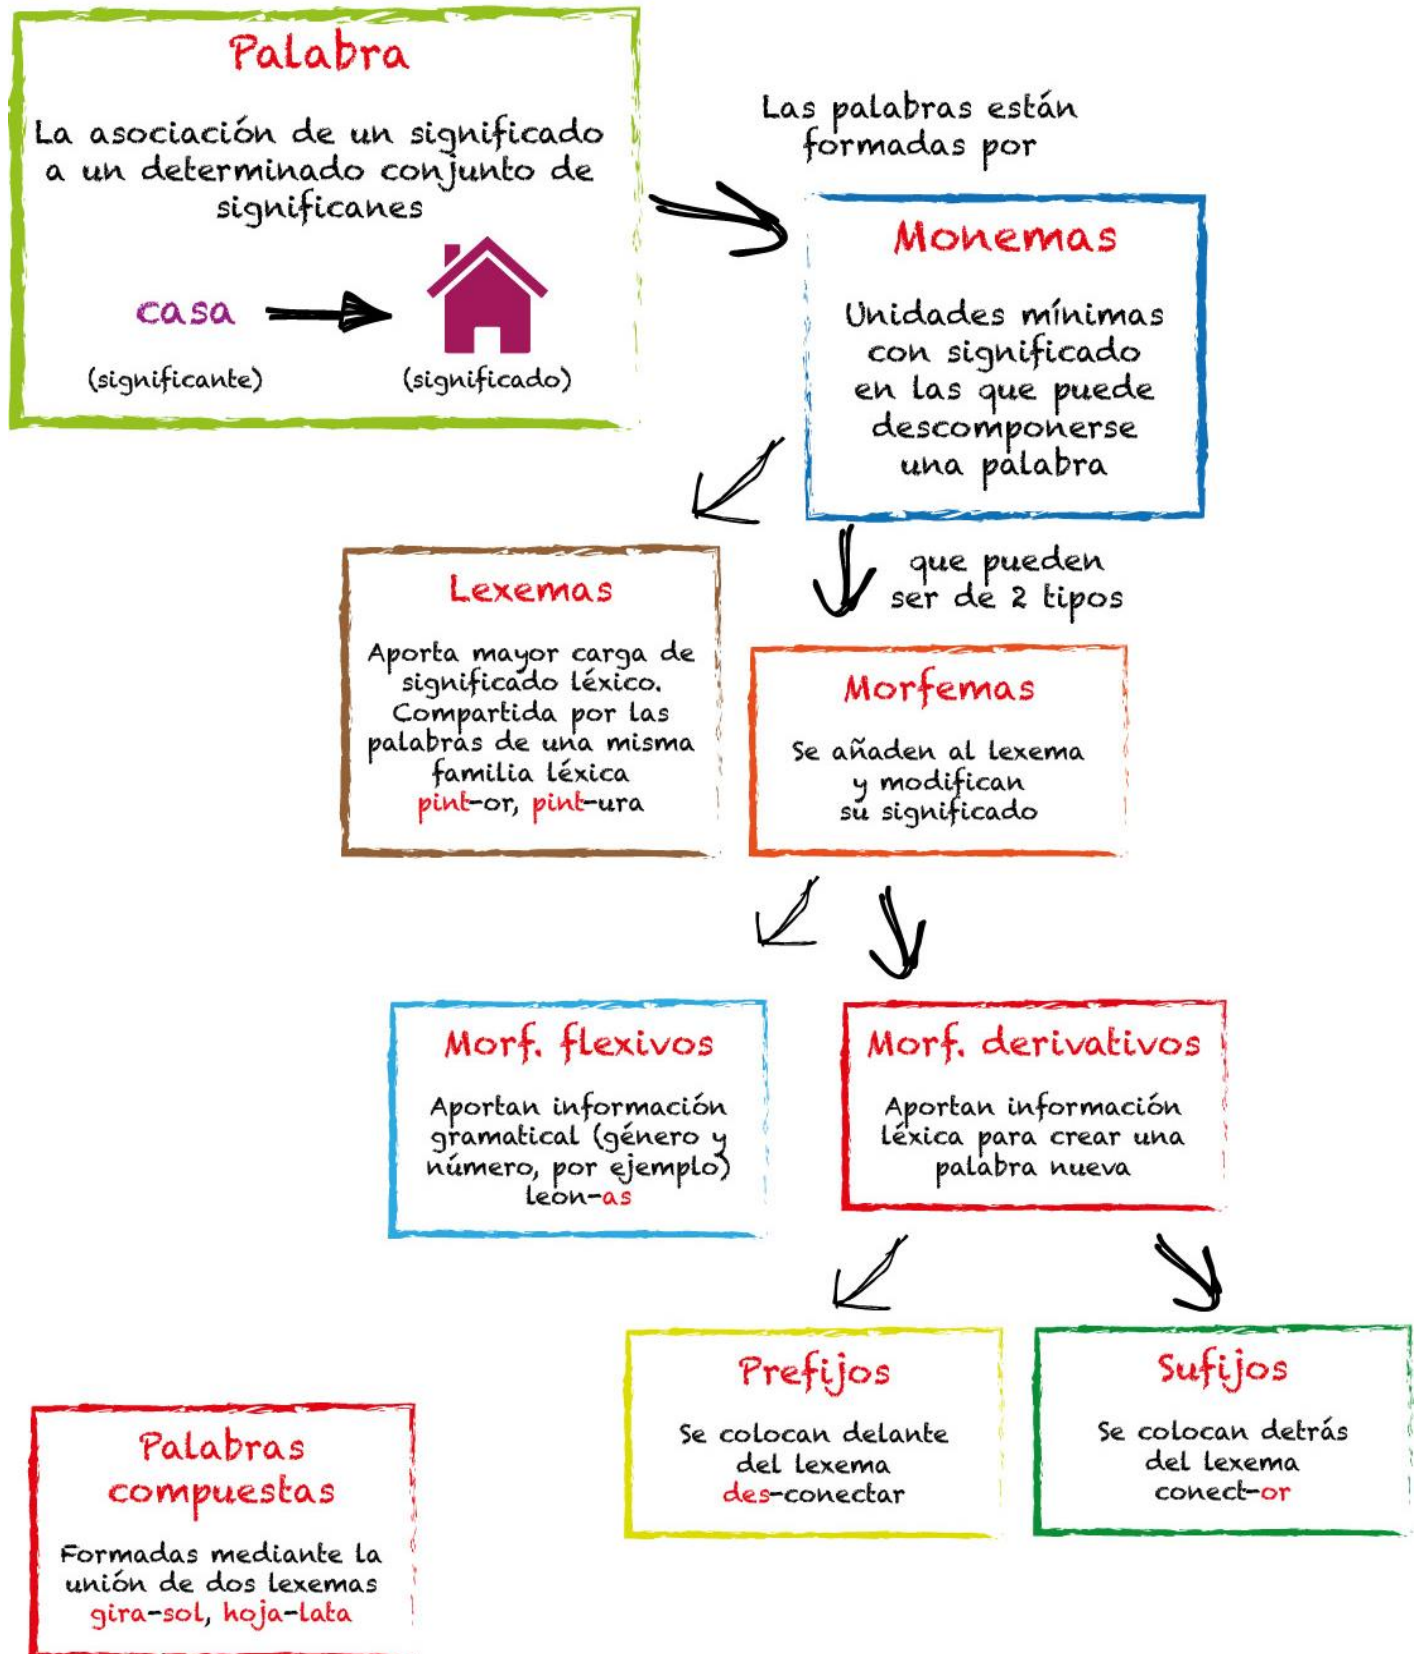 Palabra
La asociación de un significado
a un determinado conjunto de
significanes
casa
(significante)
(significado)
Las palabras están
formadas por
Monemas
Unidades mínimas
con significado
en las que puede
descomponerse
una palabra
que pueden
ser de 2 tipos
Lexemas
Aporta mayor carga de
significado léxico.
Compartida por las
palabras de una misma
familia léxica
pint-or, pint-ura
Morfemas
Se añaden al lexema
y modifican
su significado
Morf. flexivos
Aportan información
gramatical (género y
número, por ejemplo)
leon-as
Morf. derivativos
Aportan información
léxica para crear una
palabra nueva
Prefijos
Se colocan delante
del lexema
des-conectar
Sufijos
Se colocan detrás
del lexema
conect-or
Palabras
compuestas
Formadas mediante la
unión de dos lexemas
gira-sol, hoja-lata